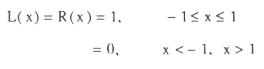 L(x) = R(x) = 1, - 1 ≤ x ≤ 1
= 0, x < - 1, x > 1